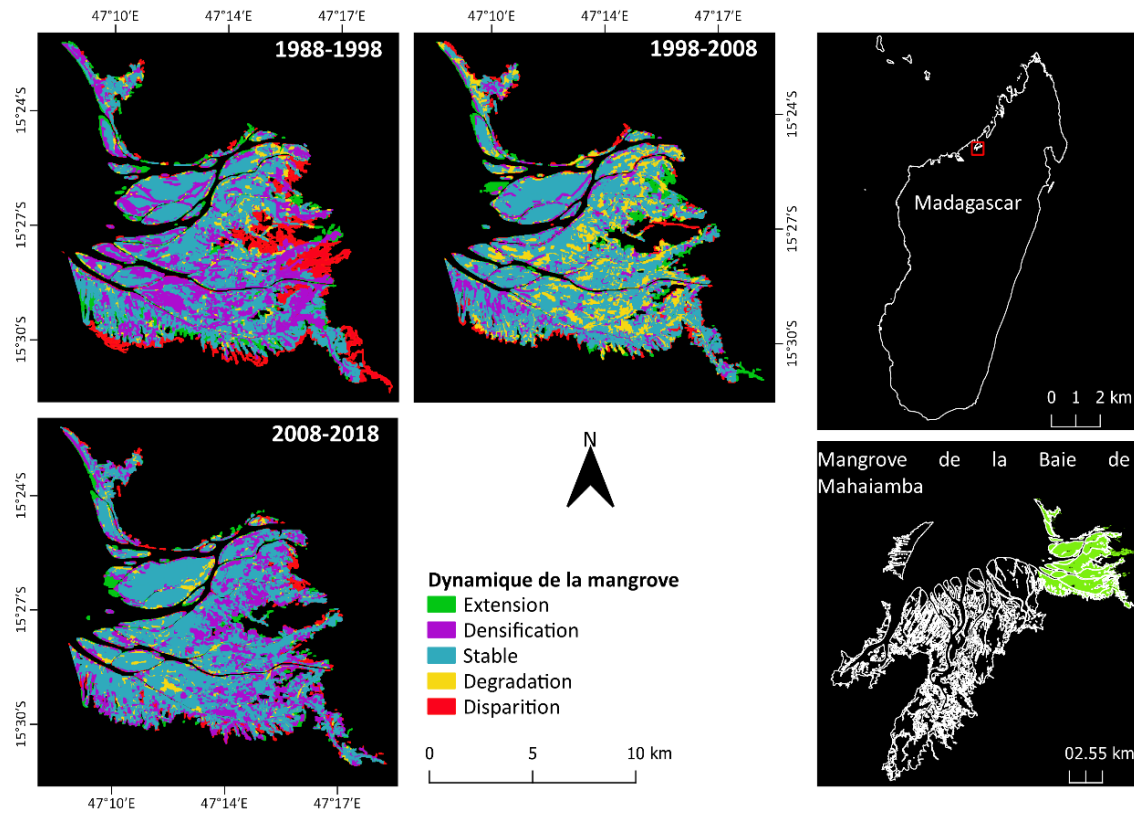 47°10'E 47°14'E 47°17'E
47°10'E 47°14'E 47°17'E
1988-1998
1998-2008
15°24'S
15°27'S
15°30'S
15°24'S
15°27'S
15°30'S
Madagascar
0 1 2 km
2008-2018
15°24'S
15°27'S
15°30'S
47°10'E 47°14'E 47°17'E
N
Dynamique de la mangrove
Extension
Densification
Stable
Degradation
Disparition
0 5 10 km
Mangrove de la Baie de
Mahaiamba
02.55 km